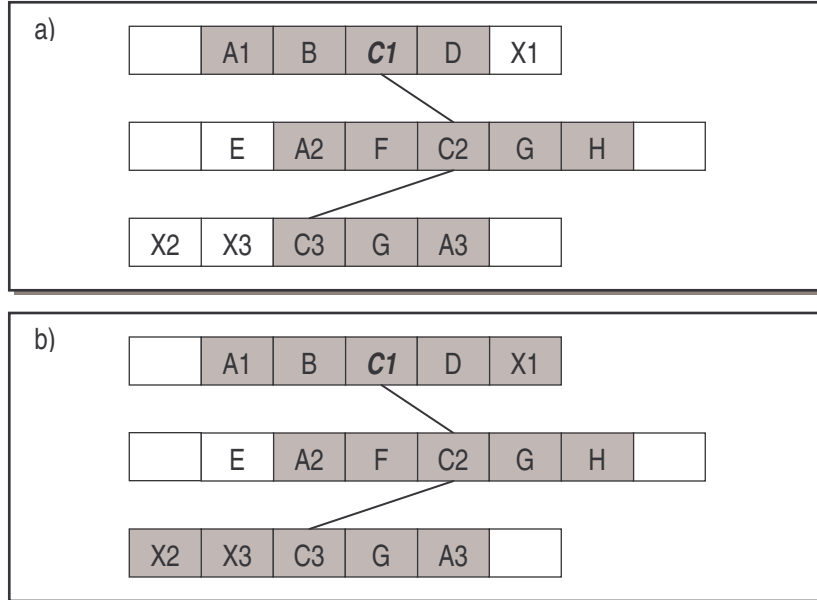 a)
A1 B C1 D X1
E A2 F C2 G H
X2 X3 C3 G A3
b)
A1 B C1 D X1
E A2 F C2 G H
X2 X3 C3 G A3